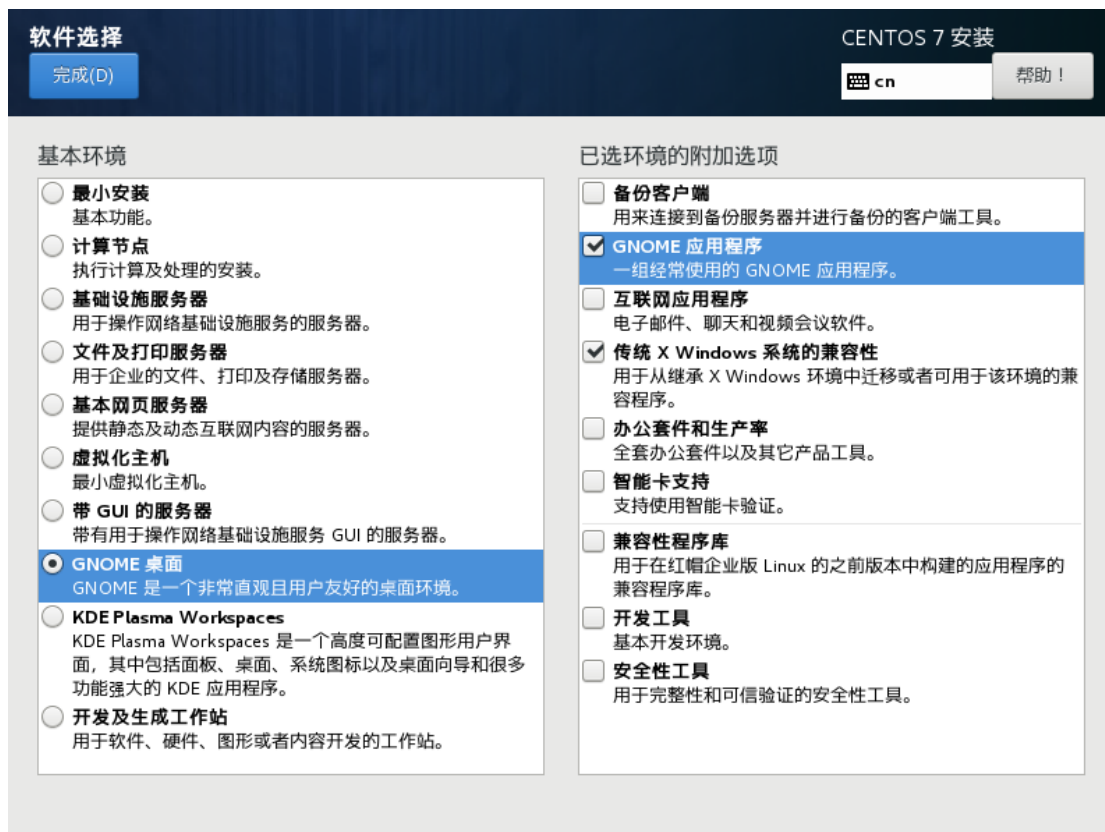 软件选择
完成(D)
CENTOS 7 安装
cn
帮助！
基本环境
最小安装
基本功能。
计算节点
执行计算及处理的安装。
基础设施服务器
用于操作网络基础设施服务的服务器。
文件及打印服务器
用于企业的文件、打印及存储服务器。
基本网页服务器
提供静态及动态互联网内容的服务器。
虚拟化主机
最小虚拟化主机。
带 GUI 的服务器
带有用于操作网络基础设施服务 GUI 的服务器。
GNOME 桌面
GNOME 是一个非常直观且用户友好的桌面环境。
KDE Plasma Workspaces
KDE Plasma Workspaces 是一个高度可配置图形用户界
面，其中包括面板、桌面、系统图标以及桌面向导和很多
功能强大的 KDE 应用程序。
开发及生成工作站
用于软件、硬件、图形或者内容开发的工作站。
已选环境的附加选项
备份客户端
用来连接到备份服务器并进行备份的客户端工具。
GNOME 应用程序
一组经常使用的 GNOME 应用程序。
互联网应用程序
电子邮件、聊天和视频会议软件。
传统 X Windows 系统的兼容性
用于从继承 X Windows 环境中迁移或者可用于该环境的兼
容程序。
办公套件和生产率
全套办公套件以及其它产品工具。
智能卡支持
支持使用智能卡验证。
兼容性程序库
用于在红帽企业版 Linux 的之前版本中构建的应用程序的
兼容程序库。
开发工具
基本开发环境。
安全性工具
用于完整性和可信验证的安全性工具。